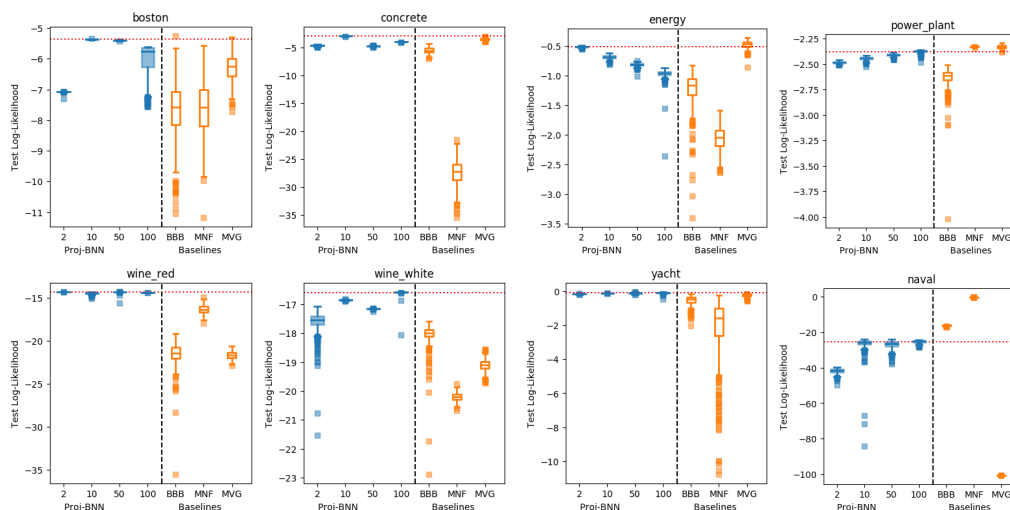 boston
Test Log-Likelihood
−5
−6
−7
−8
−9
−10
−11
2 10 50 100 BBB MNF MVG
Proj-BNN Baselines
concrete
Test Log-Likelihood
−5
−10
−15
−20
−25
−30
−35
2 10 50 100 BBB MNF MVG
Proj-BNN Baselines
energy
Test Log-Likelihood
−0.5
−1.0
−1.5
−2.0
−2.5
−3.0
−3.5
2 10 50 100 BBB MNF MVG
Proj-BNN Baselines
power_plant
Test Log-Likelihood
−2.25
−2.50
−2.75
−3.00
−3.25
−3.50
−3.75
−4.00
2 10 50 100 BBB MNF MVG
Proj-BNN Baselines
wine_red
Test Log-Likelihood
−15
−20
−25
−30
−35
2 10 50 100 BBB MNF MVG
Proj-BNN Baselines
wine_white
Test Log-Likelihood
−17
−18
−19
−20
−21
−22
−23
2 10 50 100 BBB MNF MVG
Proj-BNN Baselines
yacht
Test Log-Likelihood
0
−2
−4
−6
−8
−10
2 10 50 100 BBB MNF MVG
Proj-BNN Baselines
naval
Test Log-Likelihood
0
−20
−40
−60
−80
−100
2 10 50 100 BBB MNF MVG
Proj-BNN Baselines